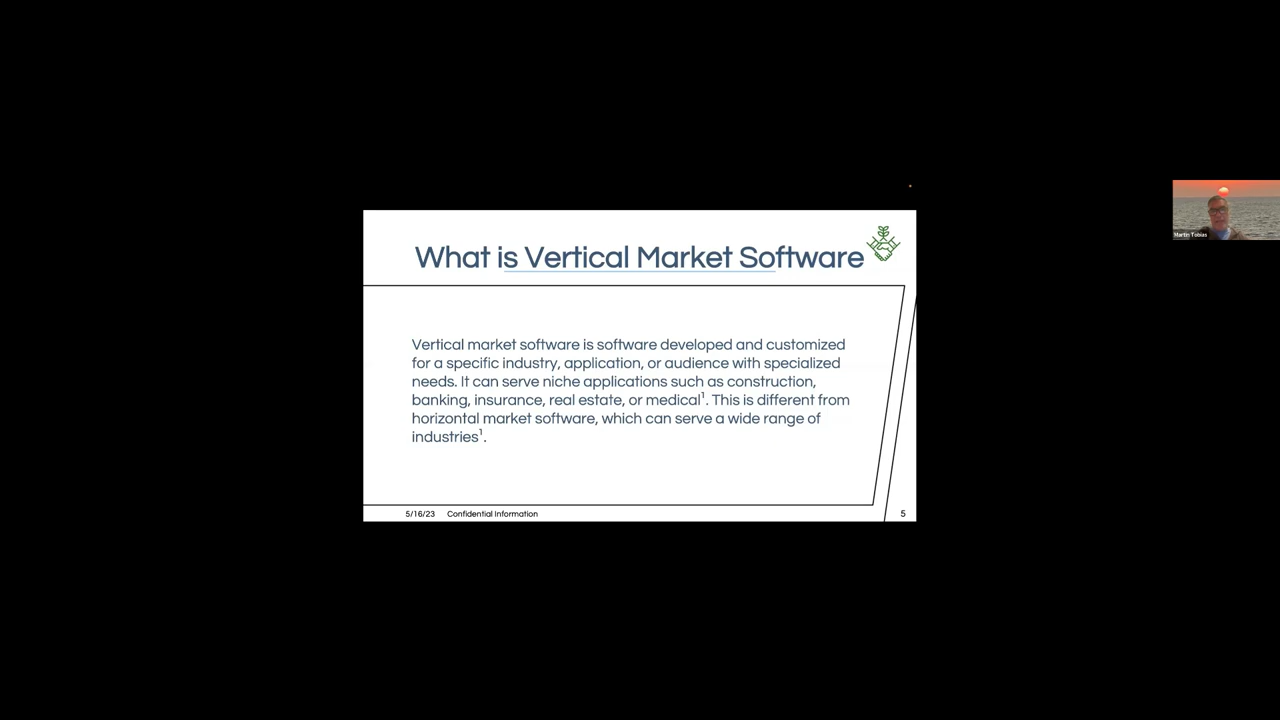 What is Vertical Market Software
Vertical market software is software developed and customized
for a specific industry, application, or audience with specialized
needs. It can serve niche applications such as construction,
banking, insurance, real estate, or medical¹. This is different from
horizontal market software, which can serve a wide range of
industries¹.
5/16/23 Confidential Information 5
Martin Tobias